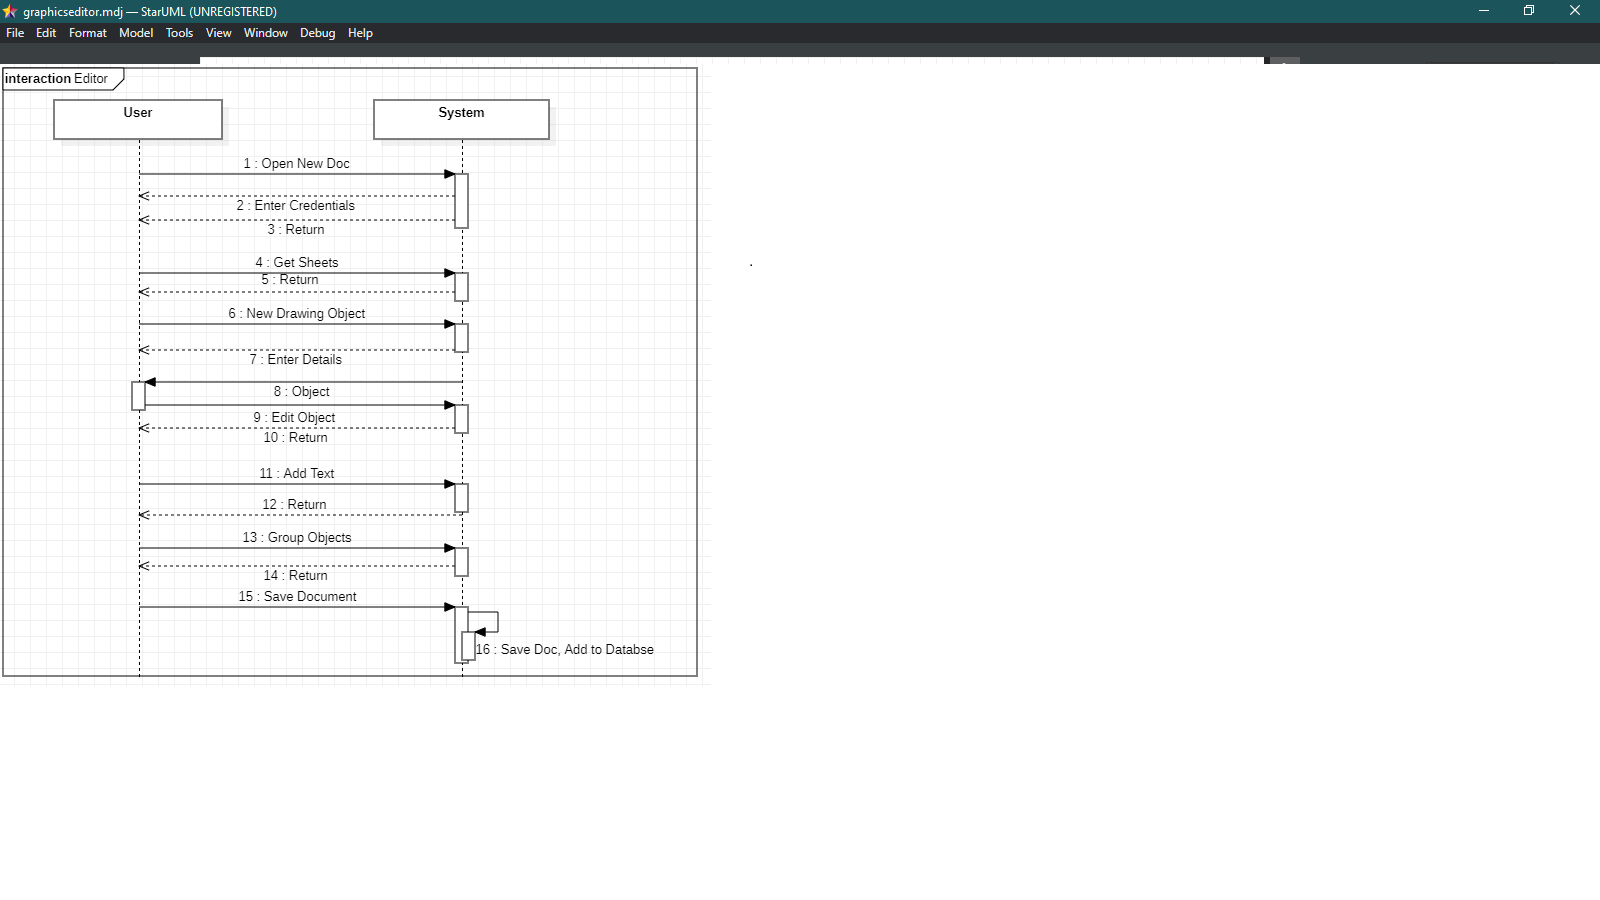 graphicseditor.mdj — StarUML (UNREGISTERED)
File Edit Format Model Tools View Window Debug Help
interaction Editor
User System
1 : Open New Doc
2 : Enter Credentials
3 : Return
4 : Get Sheets
5 : Return
6 : New Drawing Object
7 : Enter Details
8 : Object
9 : Edit Object
10 : Return
11 : Add Text
12 : Return
13 : Group Objects
14 : Return
15 : Save Document
16 : Save Doc, Add to Databse